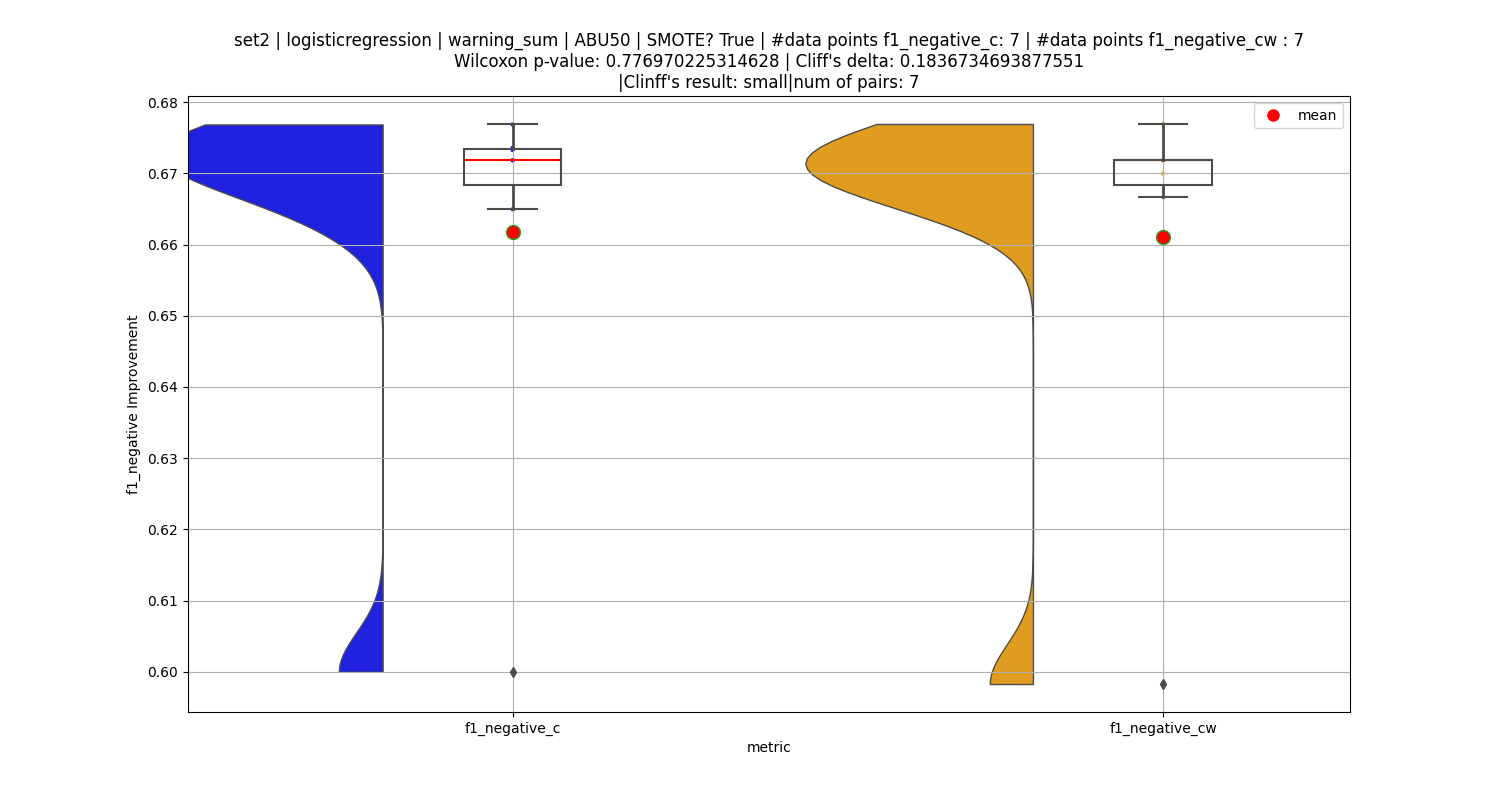 set2 | logisticregression | warning_sum | ABU50 | SMOTE? True | #data points f1_negative_c: 7 | #data points f1_negative_cw : 7
Wilcoxon p-value: 0.776970225314628 | Cliff's delta: 0.1836734693877551
|Clinff's result: small|num of pairs: 7
mean
0.68
0.67
0.66
0.65
0.64
0.63
0.62
0.61
0.60
f1_negative Improvement
f1_negative_c
f1_negative_cw
metric